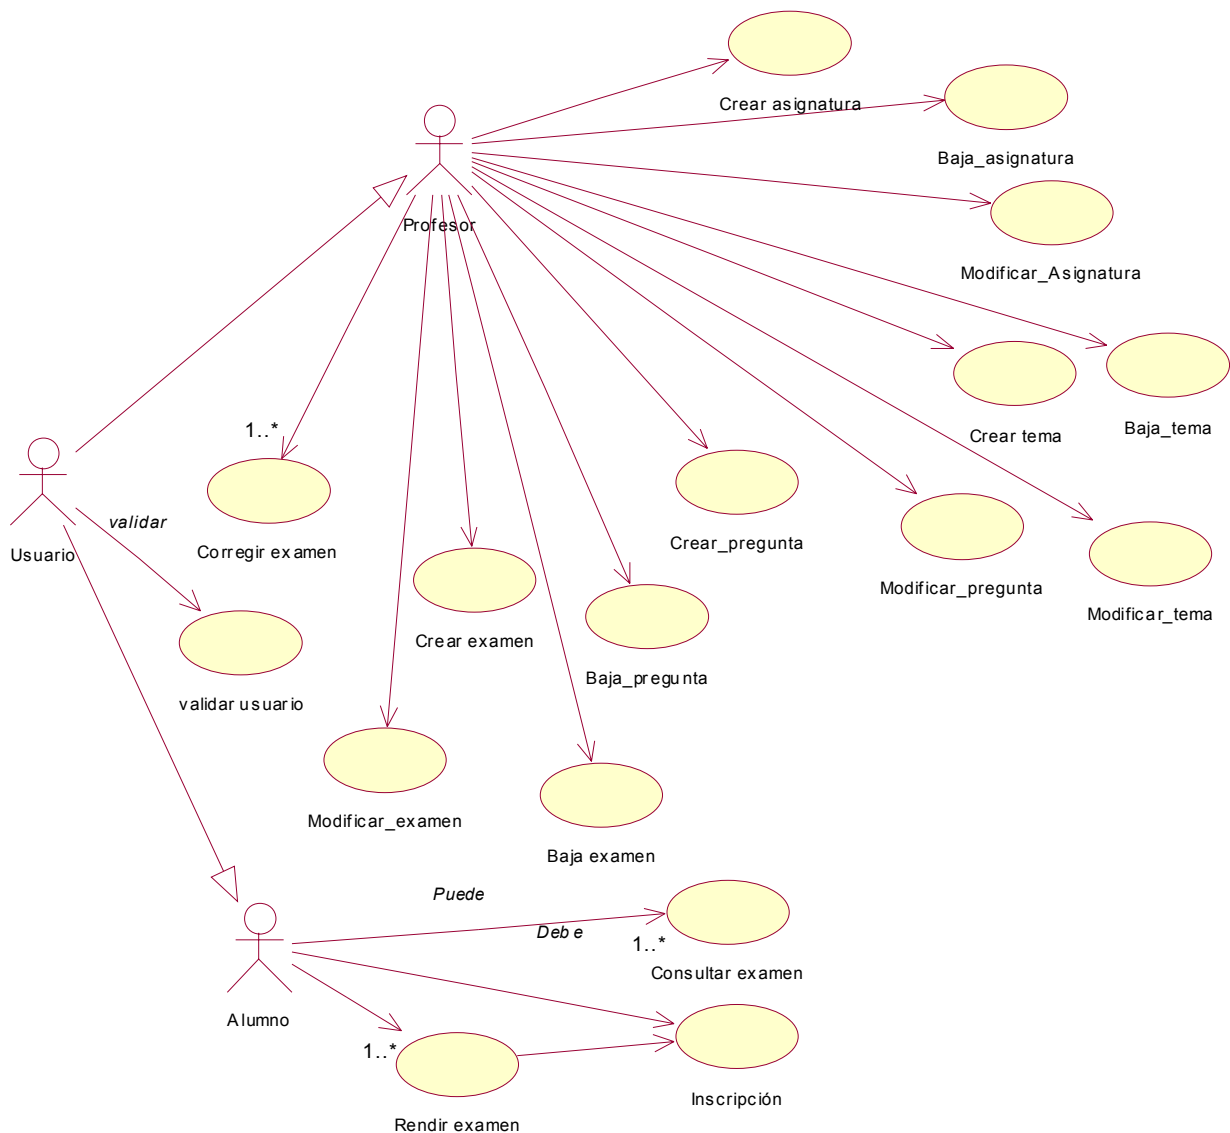 Crear asignatura
Baja_asignatura
Profesor
Modificar_Asignatura
Crear tema
Baja_tema
1..*
Usuario
validar
Corregir examen
Crear_pregunta
Modificar_pregunta
Modificar_tema
Crear examen
Baja_pregunta
validar usuario
Modificar_examen
Baja examen
Puede
Debe
1..*
Consultar examen
Alumno
1..*
Inscripción
Rendir examen